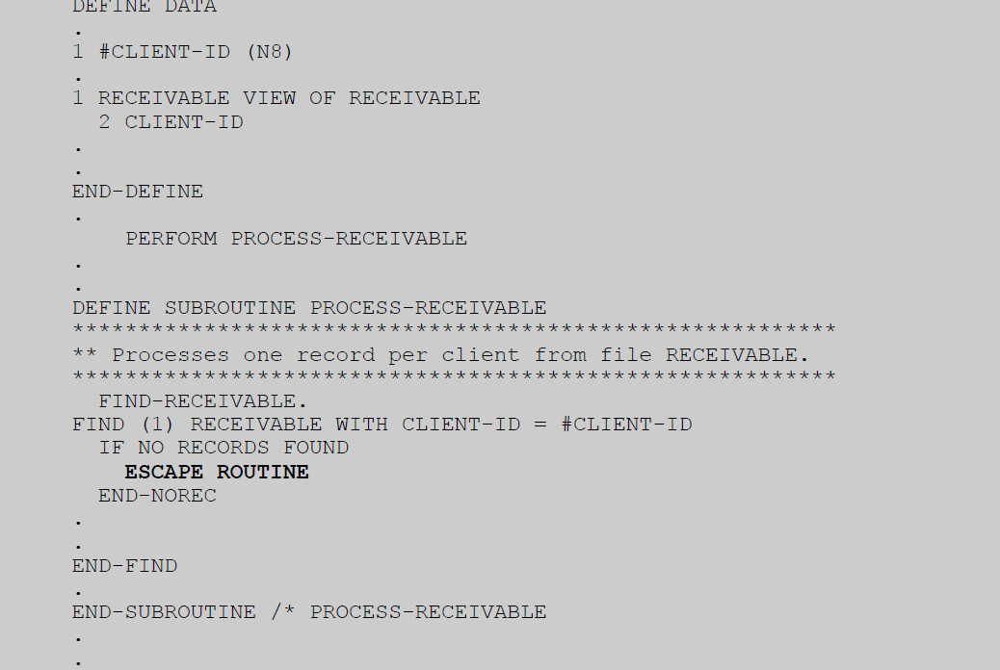 DEFINE DATA
.
1 #CLIENT-ID (N8)
.
1 RECEIVABLE VIEW OF RECEIVABLE
  2 CLIENT-ID
.
.
END-DEFINE
.
    PERFORM PROCESS-RECEIVABLE
.
.
DEFINE SUBROUTINE PROCESS-RECEIVABLE
**********************************************************
** Processes one record per client from file RECEIVABLE.
**********************************************************
  FIND-RECEIVABLE.
FIND (1) RECEIVABLE WITH CLIENT-ID = #CLIENT-ID
  IF NO RECORDS FOUND
    ESCAPE ROUTINE
  END-NOREC
.
.
END-FIND
.
END-SUBROUTINE /* PROCESS-RECEIVABLE
.
.